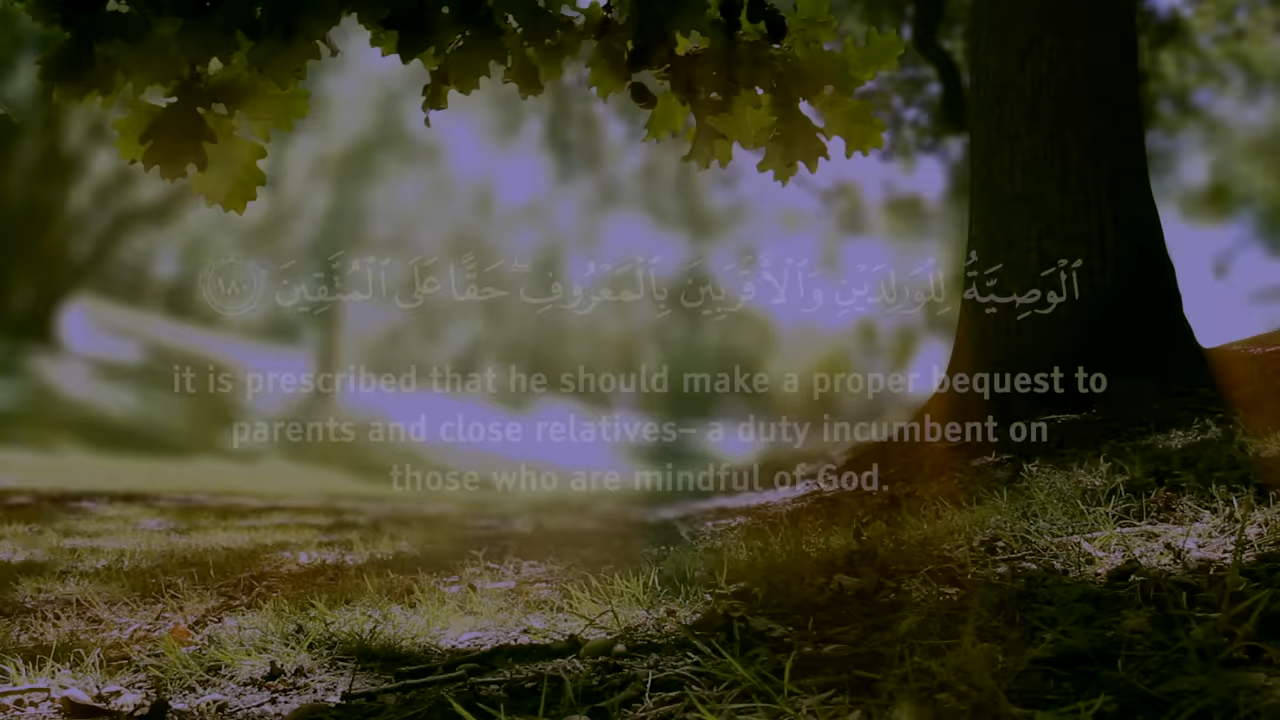 ٱلْوَصِيَّةُ لِلْوَٰلِدَيْنِ وَٱلْأَقْرَبِينَ بِٱلْمَعْرُوفِ ۖ حَقًّا عَلَى ٱلْمُتَّقِينَ ١٨٠
it is prescribed that he should make a proper bequest to
parents and close relatives– a duty incumbent on
those who are mindful of God.